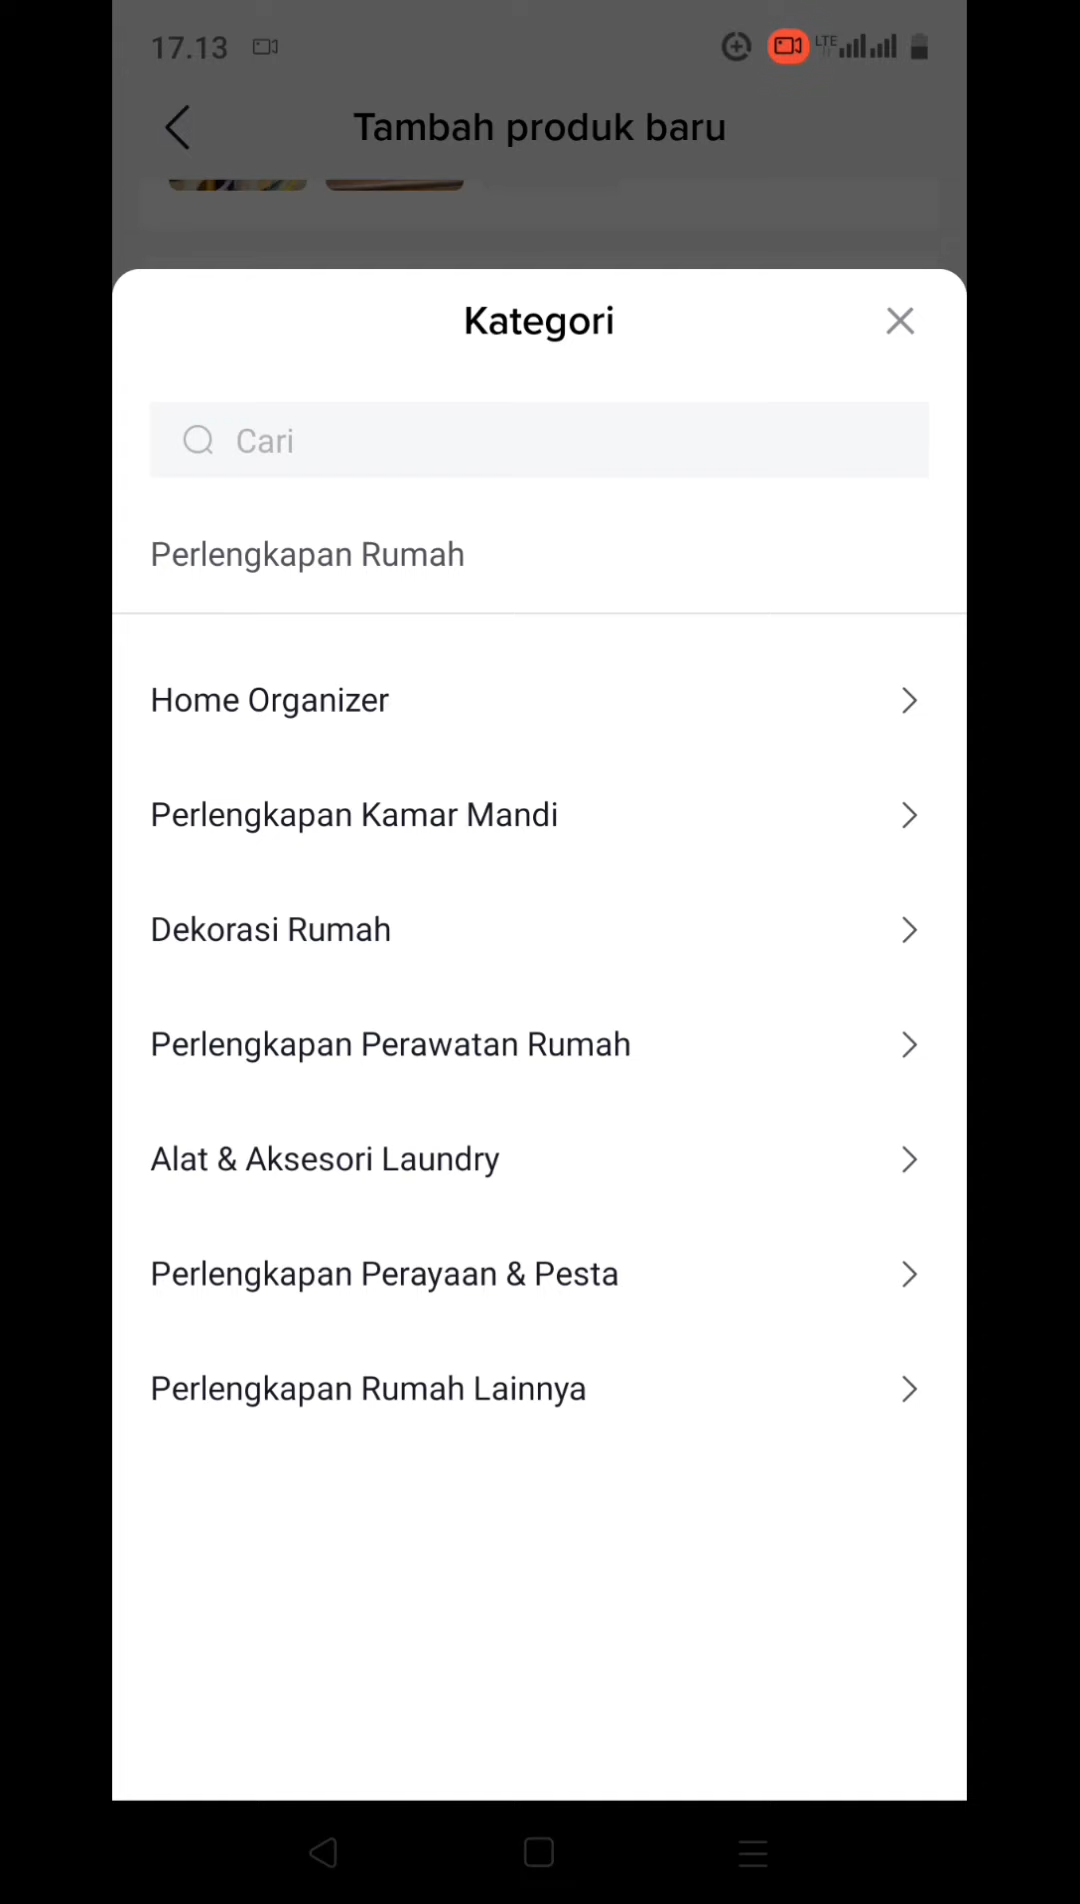 17.13
LTE
Tambah produk baru
Kategori
Cari
Perlengkapan Rumah
Home Organizer
Perlengkapan Kamar Mandi
Dekorasi Rumah
Perlengkapan Perawatan Rumah
Alat & Aksesori Laundry
Perlengkapan Perayaan & Pesta
Perlengkapan Rumah Lainnya